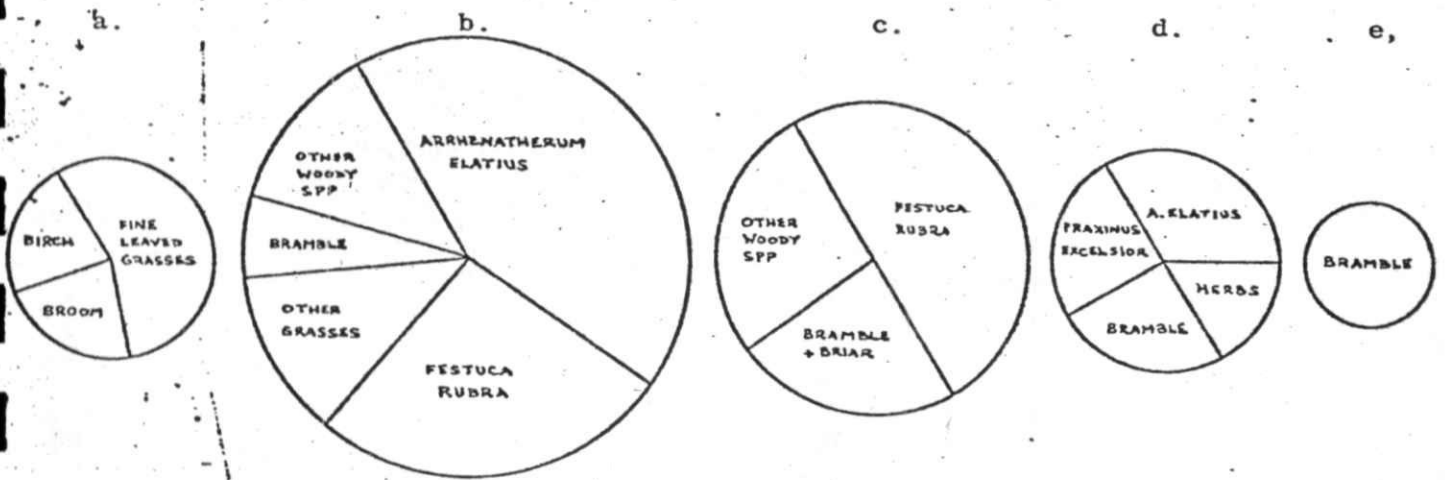 a.
b.
c.
d.
e,
FINE
LEAVED
GRASSES
BIRCH
BROOM
ARRHENATHERUM
ELATIUS
OTHER
WOODY
SPP
BRAMBLE
OTHER
GRASSES
FESTUCA
RUBRA
FESTUCA
RUBRA
OTHER
WOODY
SPP
BRAMBLE
+ BRIAR
A. ELATIUS
FRAXINUS
EXCELSIOR
HERBS
BRAMBLE
BRAMBLE